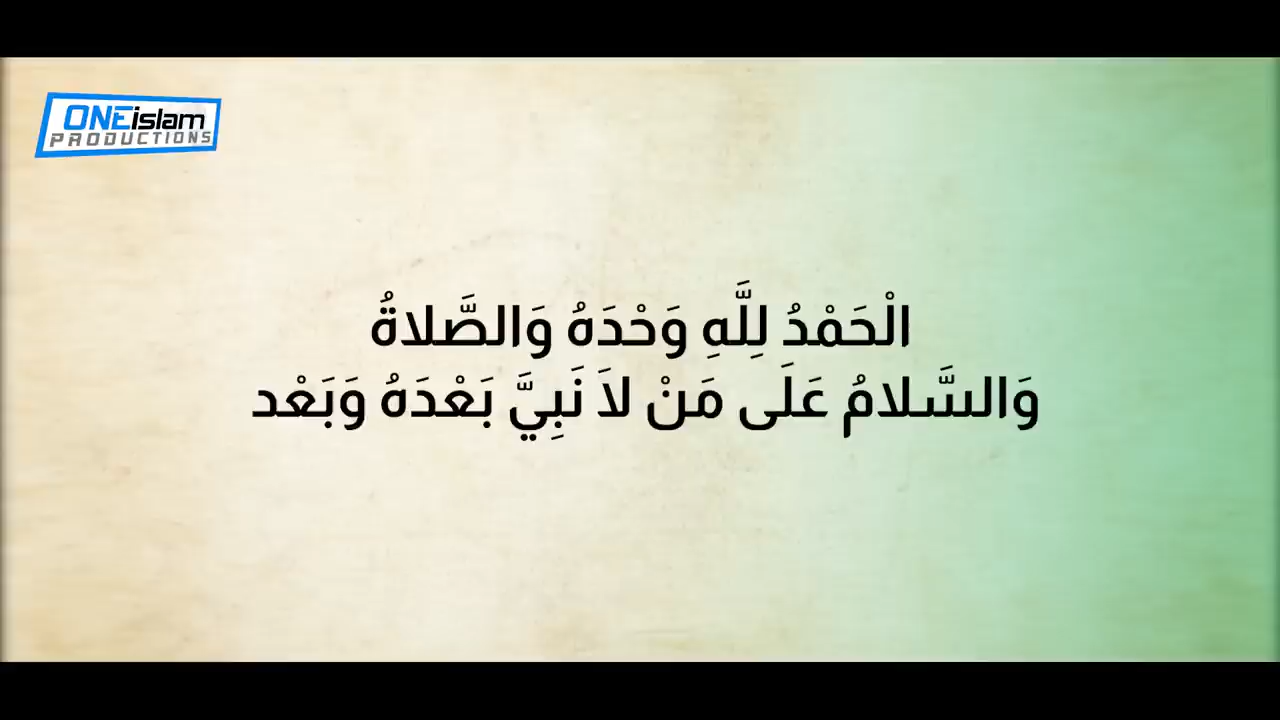 ONEislam
PRODUCTIONS
الْحَمْدُ لِلَّهِ وَحْدَهُ وَالصَّلاةُ
وَالسَّلامُ عَلَى مَنْ لاَ نَبِيَّ بَعْدَهُ وَبَعْد